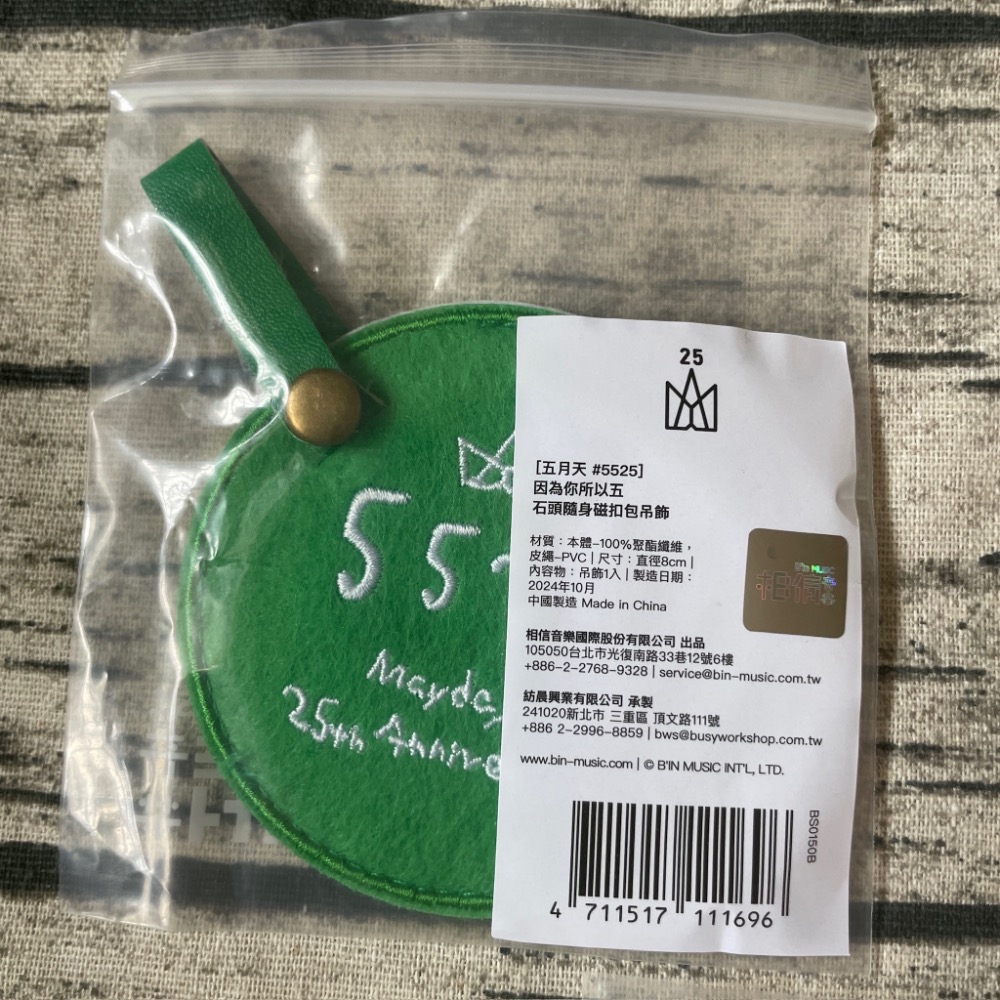 55
Mayday
25th Annive
25
[五月天 #5525]
因為你所以五
石頭隨身磁扣包吊飾
材質：本體-100%聚酯纖維，
皮繩-PVC | 尺寸：直徑8cm |
內容物：吊飾1入 | 製造日期：
2024年10月
中國製造 Made in China
B'in MUSIC
相信音樂
相信音樂國際股份有限公司 出品
105050台北市光復南路33巷12號6樓
+886-2-2768-9328 | service@bin-music.com.tw
紡晨興業有限公司 承製
241020新北市 三重區 頂文路111號
+886 2-2996-8859 | bws@busyworkshop.com.tw
www.bin-music.com | © B'IN MUSIC INT'L, LTD.
BS0150B
4 711517 111696